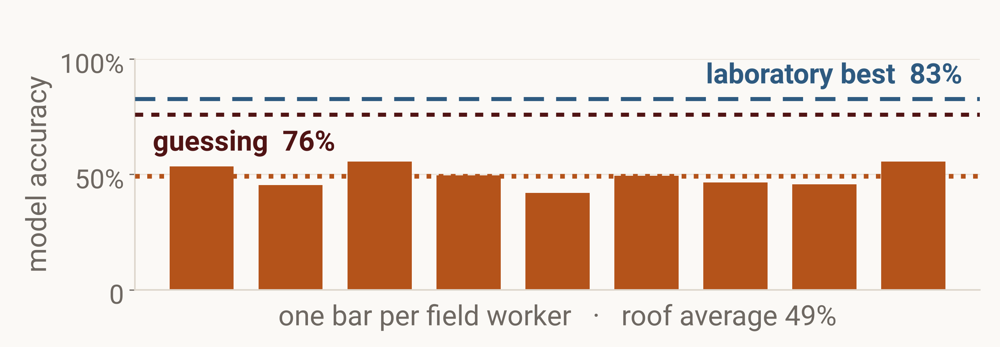 100%
laboratory best 83%
guessing 76%
50%
0
model accuracy
one bar per field worker · roof average 49%